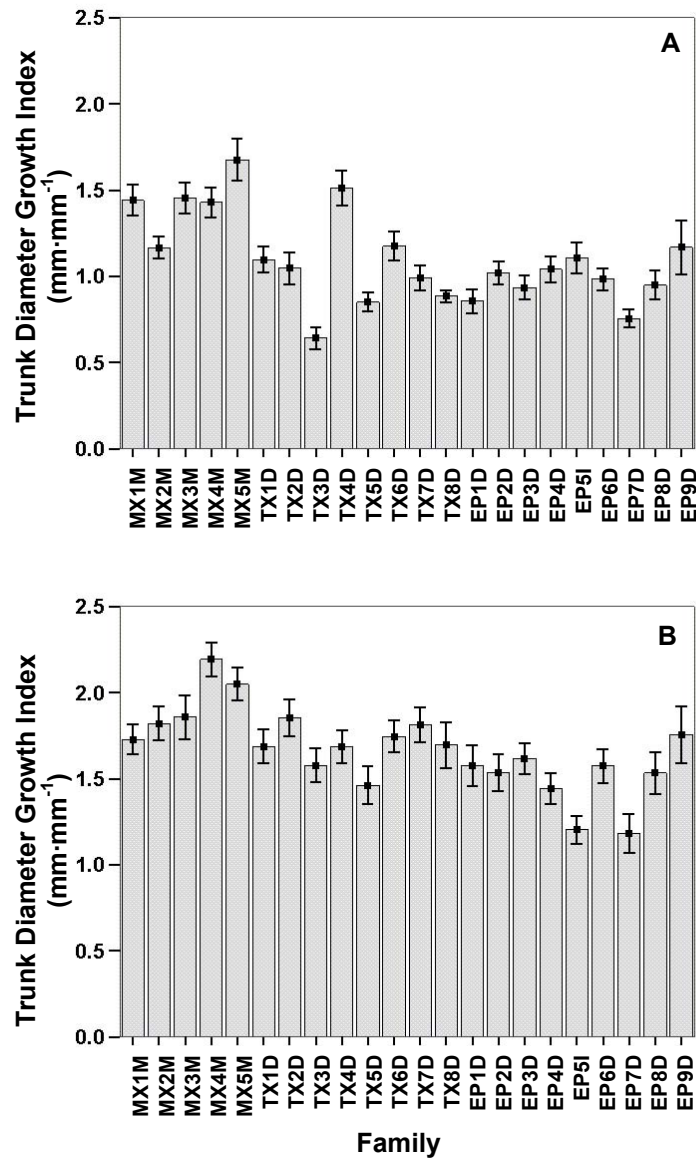 A
Trunk Diameter Growth Index
(mm·mm⁻¹)
2.5
2.0
1.5
1.0
0.5
0.0
MX1M MX2M MX3M MX4M MX5M TX1D TX2D TX3D TX4D TX5D TX6D TX7D TX8D EP1D EP2D EP3D EP4D EP5I EP6D EP7D EP8D EP9D
B
Trunk Diameter Growth Index
(mm·mm⁻¹)
2.5
2.0
1.5
1.0
0.5
0.0
MX1M MX2M MX3M MX4M MX5M TX1D TX2D TX3D TX4D TX5D TX6D TX7D TX8D EP1D EP2D EP3D EP4D EP5I EP6D EP7D EP8D EP9D
Family